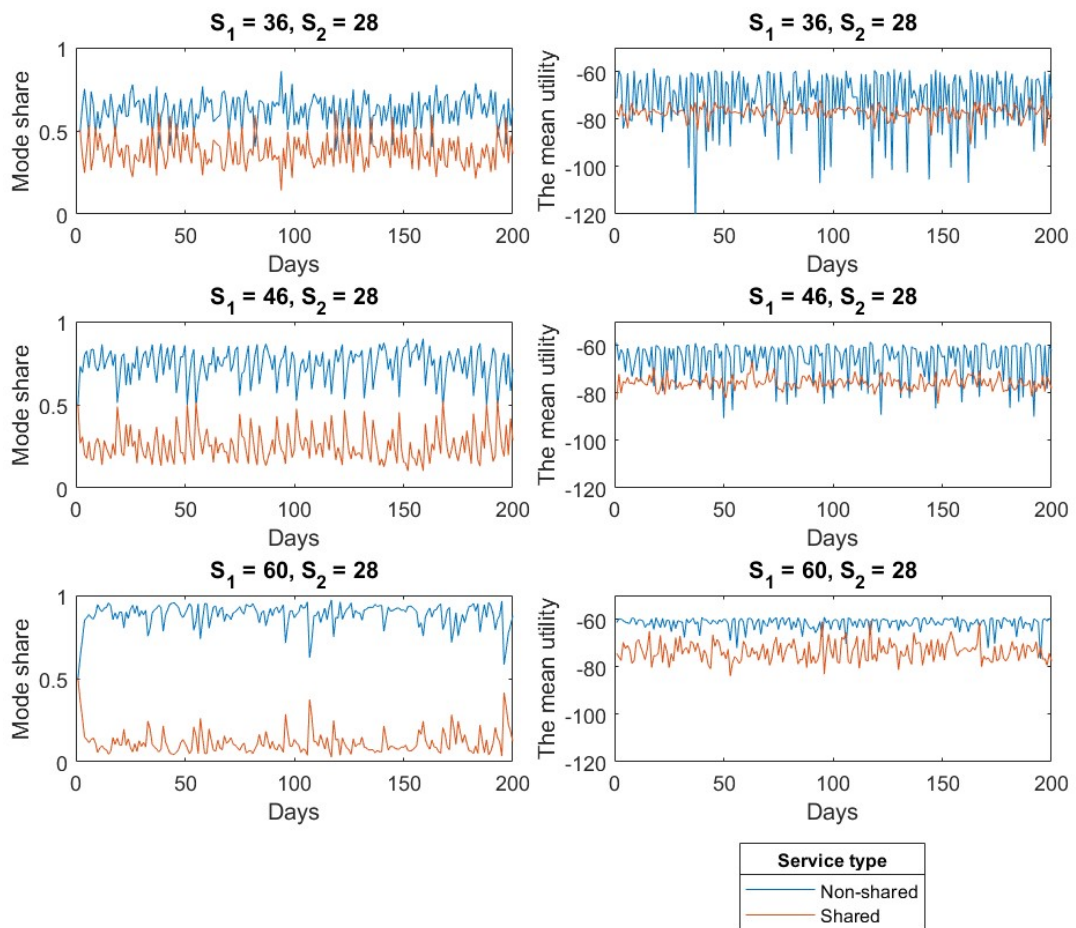 S1 = 36, S2 = 28
Mode share
1
0.5
0
0 50 100 150 200
Days
S1 = 36, S2 = 28
The mean utility
-60
-80
-100
-120
0 50 100 150 200
Days
S1 = 46, S2 = 28
Mode share
1
0.5
0
0 50 100 150 200
Days
S1 = 46, S2 = 28
The mean utility
-60
-80
-100
-120
0 50 100 150 200
Days
S1 = 60, S2 = 28
Mode share
1
0.5
0
0 50 100 150 200
Days
S1 = 60, S2 = 28
The mean utility
-60
-80
-100
-120
0 50 100 150 200
Days
Service type
Non-shared
Shared